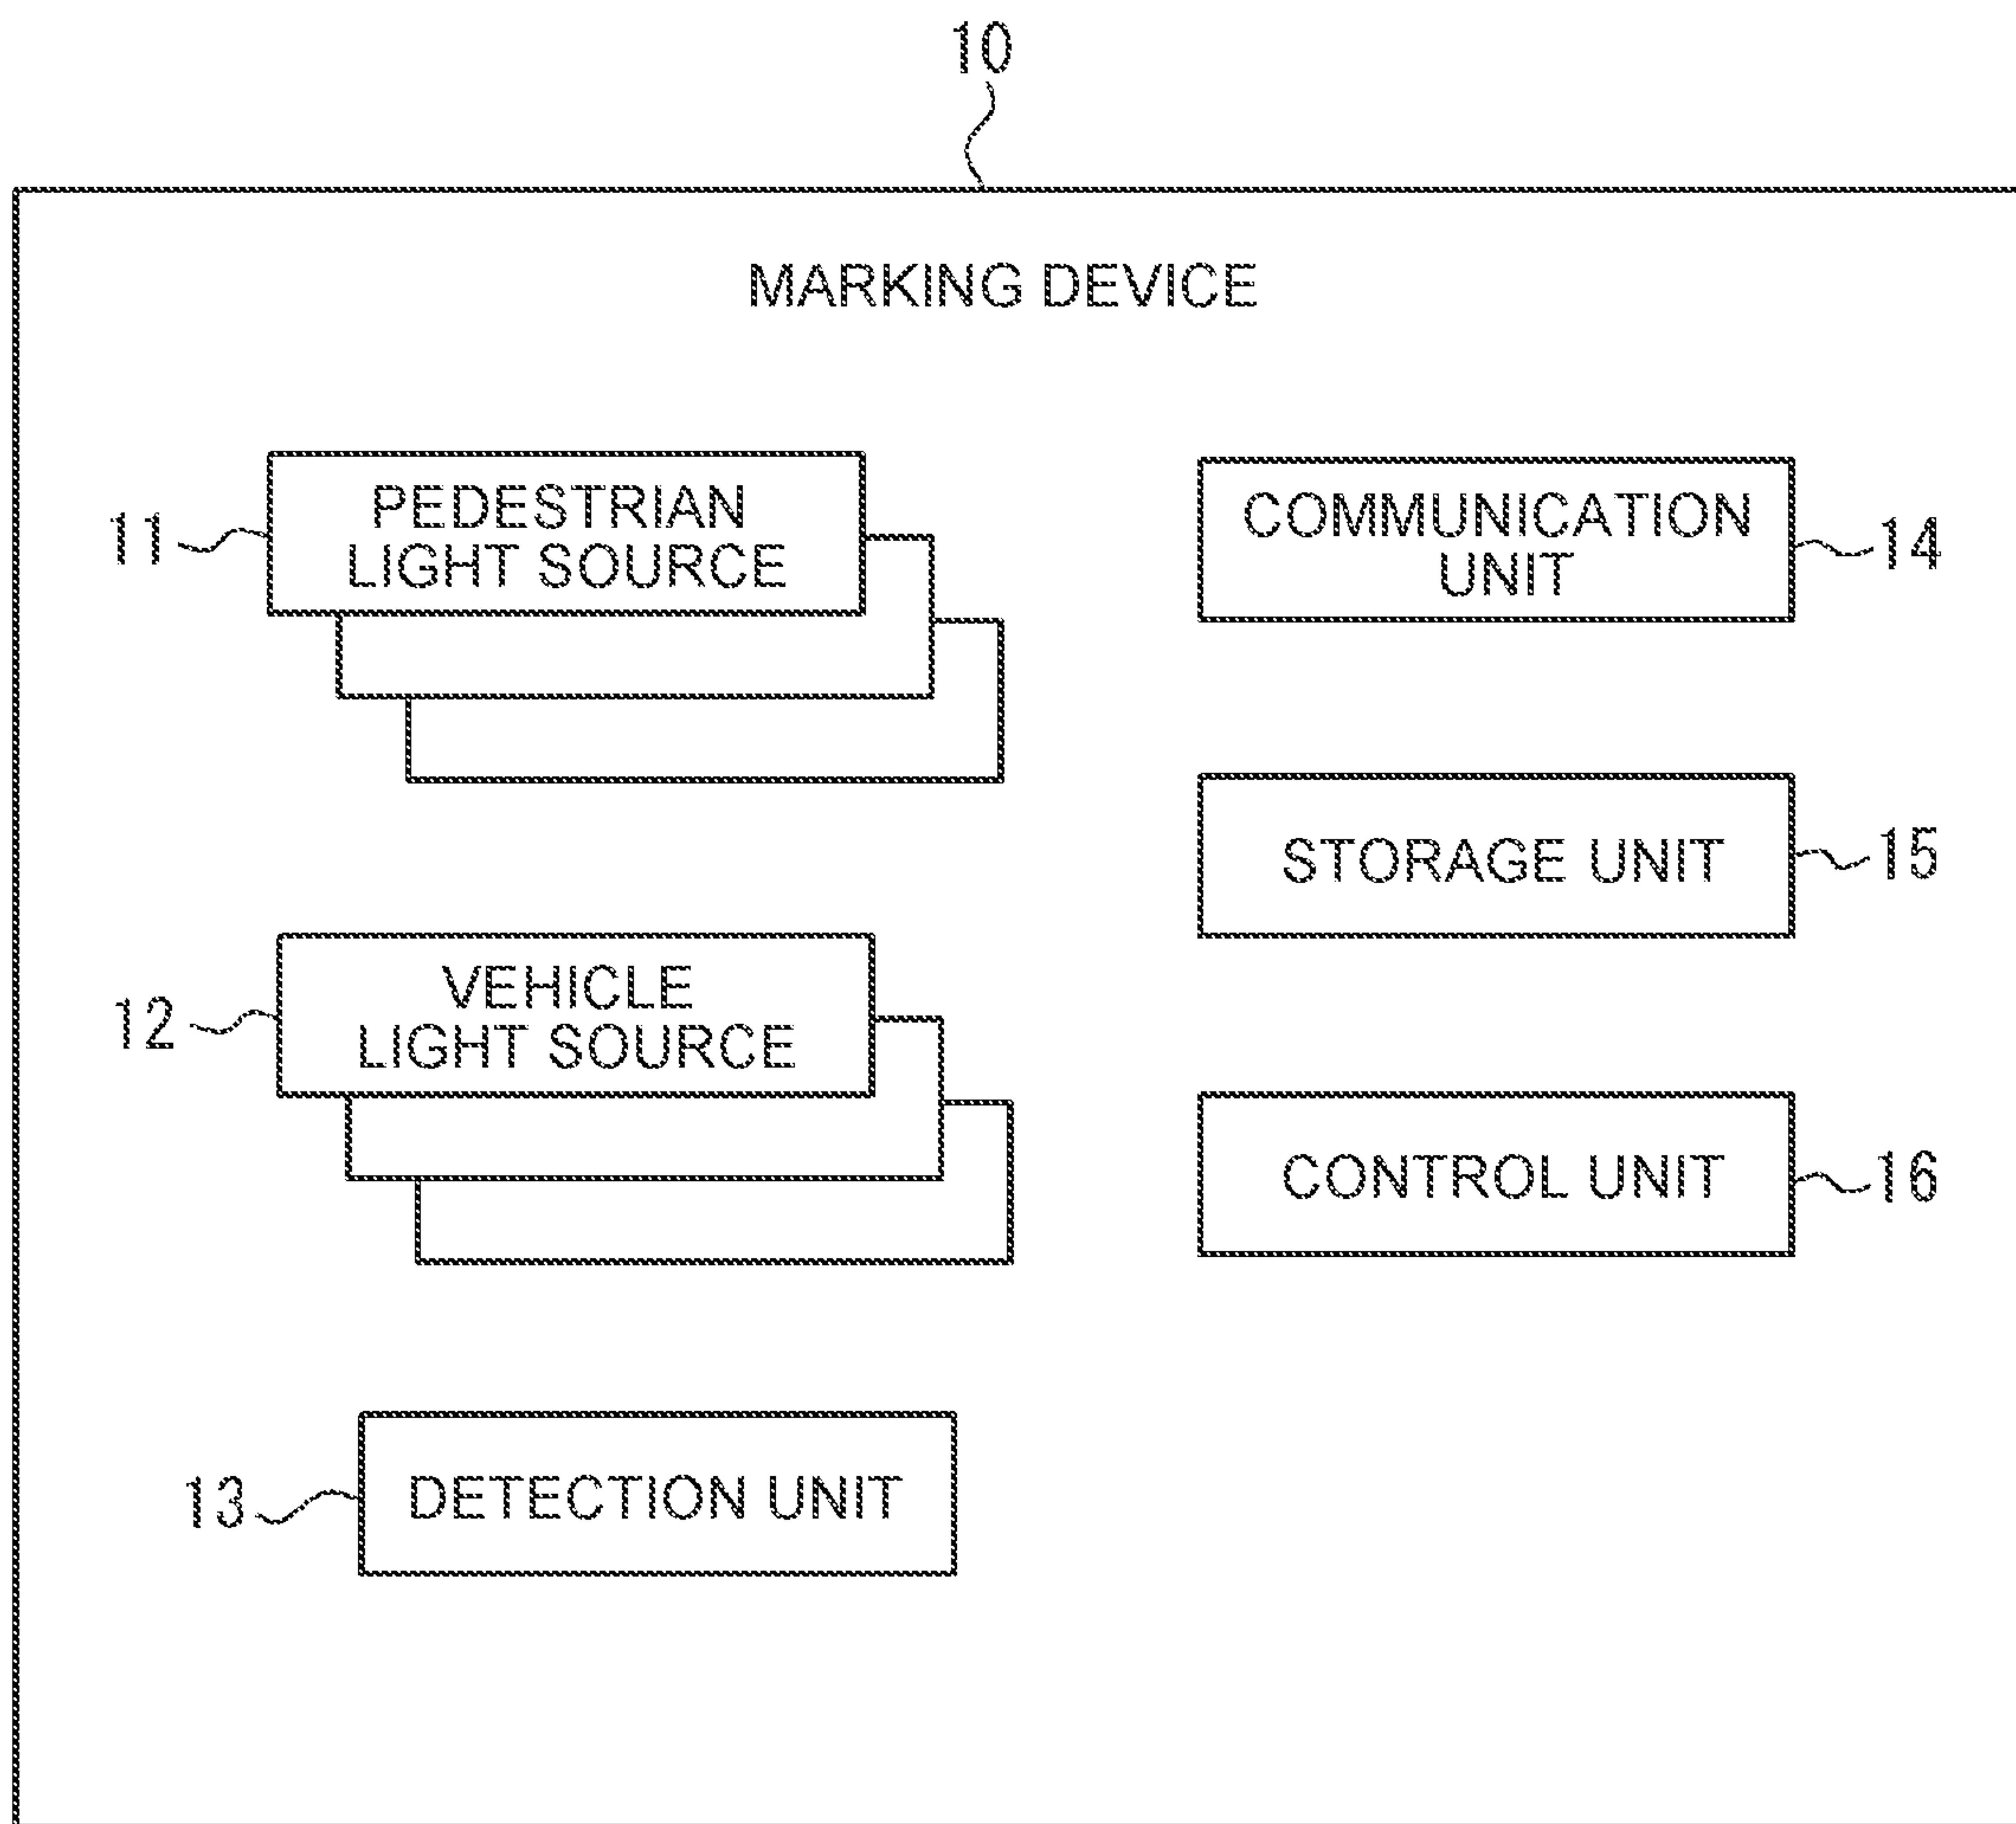 10
MARKING DEVICE
11
PEDESTRIAN
LIGHT SOURCE
12
VEHICLE
LIGHT SOURCE
13
DETECTION UNIT
COMMUNICATION
UNIT
14
STORAGE UNIT
15
CONTROL UNIT
16